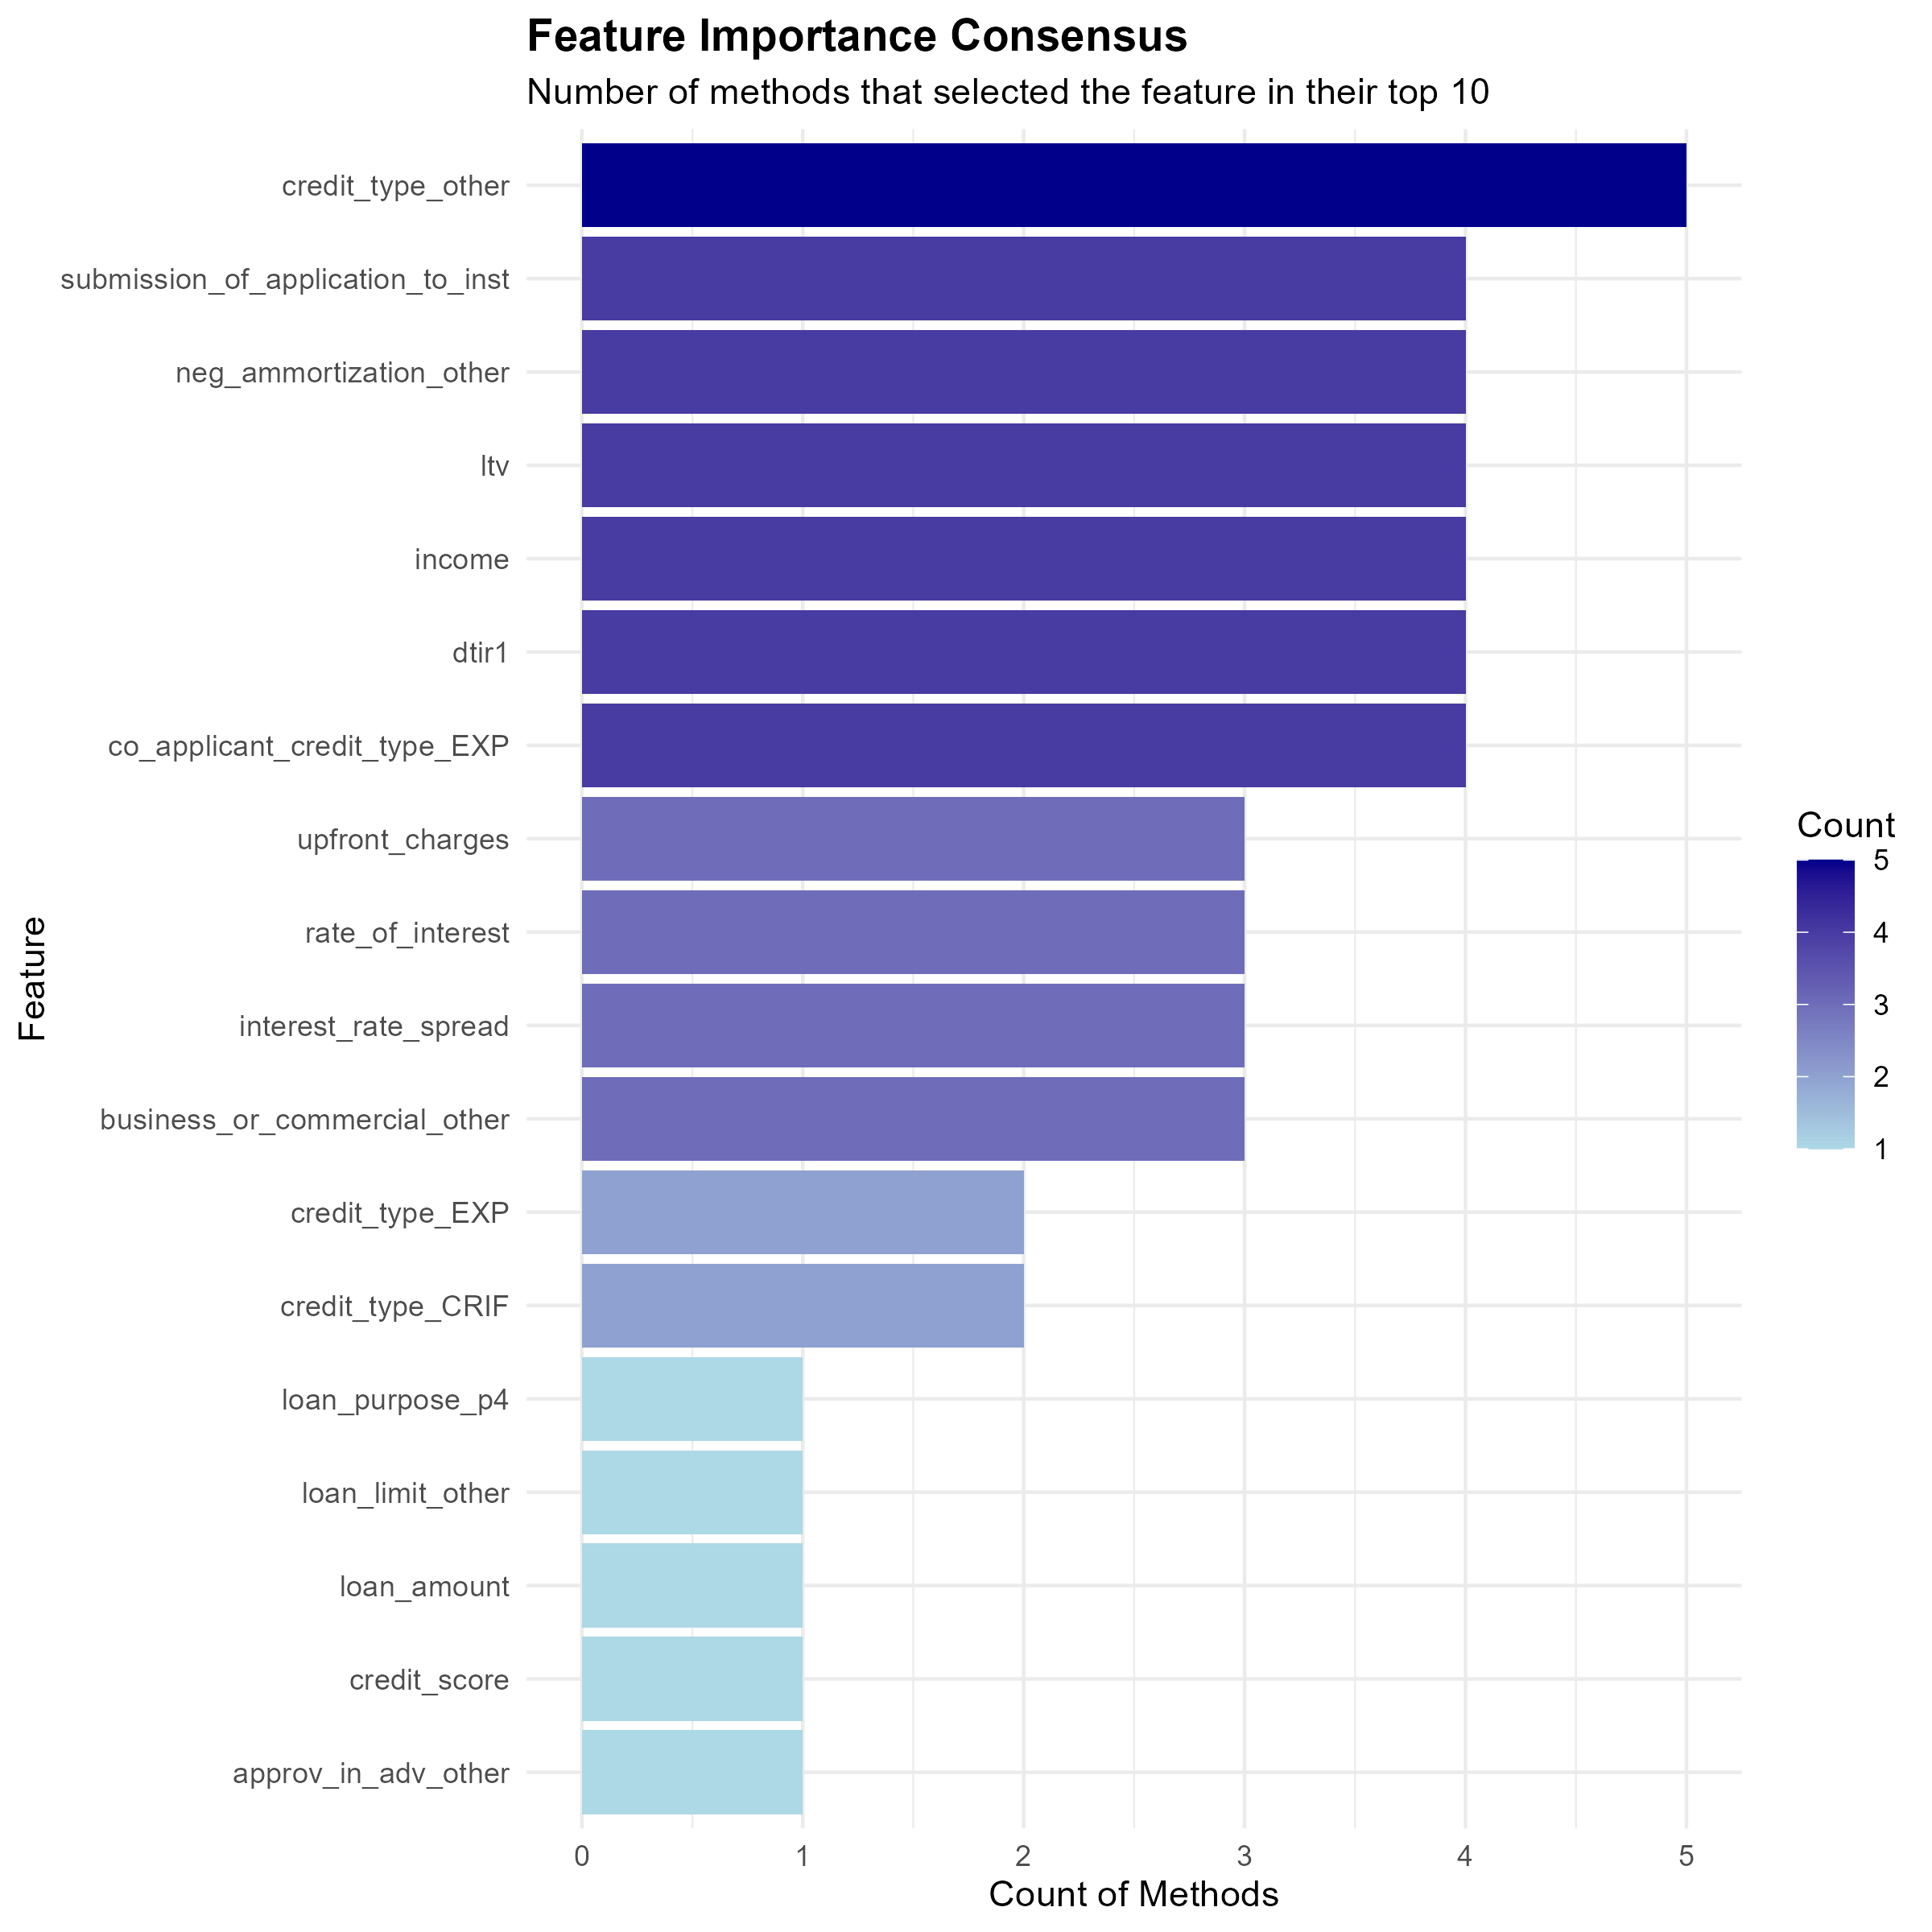 Feature Importance Consensus
Number of methods that selected the feature in their top 10
credit_type_other
submission_of_application_to_inst
neg_ammortization_other
ltv
income
dtir1
co_applicant_credit_type_EXP
upfront_charges
rate_of_interest
interest_rate_spread
business_or_commercial_other
credit_type_EXP
credit_type_CRIF
loan_purpose_p4
loan_limit_other
loan_amount
credit_score
approv_in_adv_other
Feature
0 1 2 3 4 5
Count of Methods
Count
5
4
3
2
1